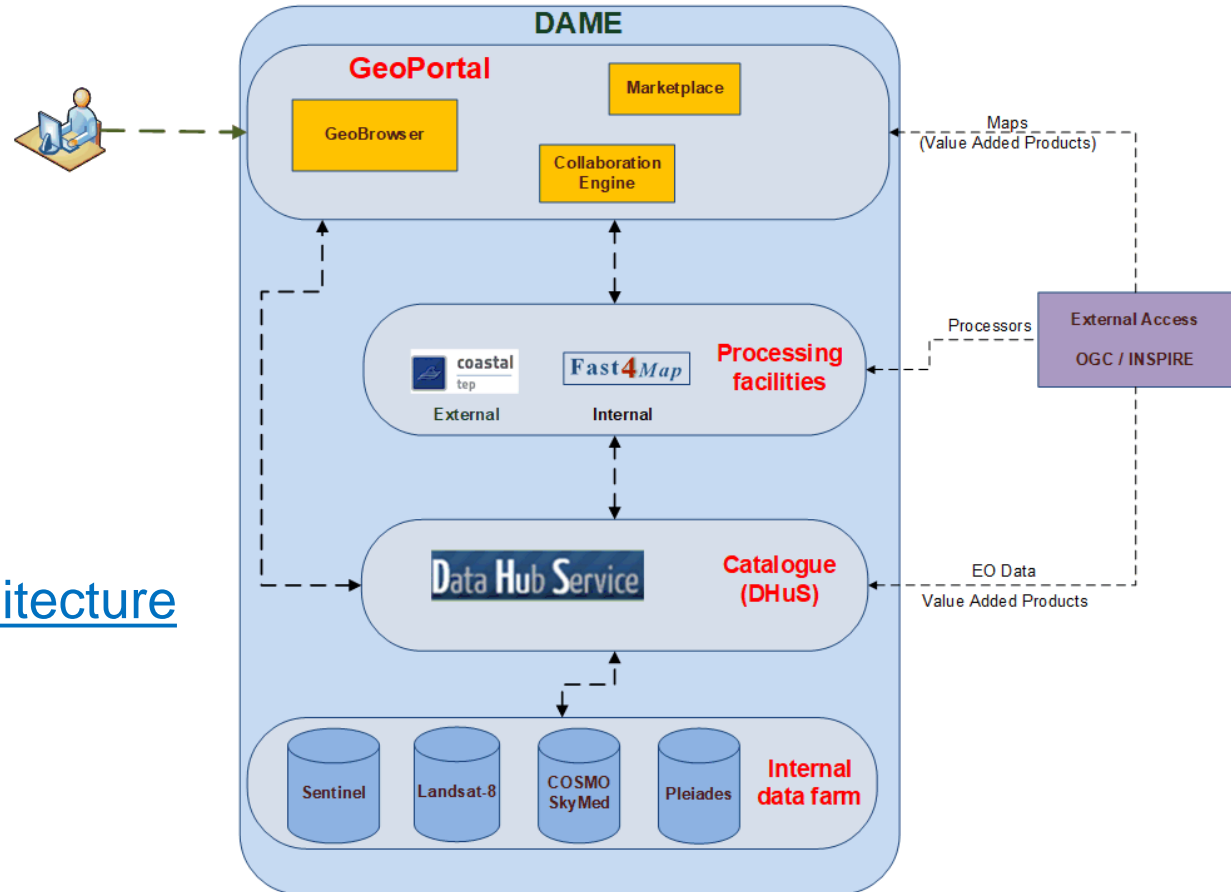 DAME
GeoPortal
Marketplace
GeoBrowser
Collaboration
Engine
Maps
(Value Added Products)
External Access
OGC / INSPIRE
Processors
coastal
tep
External
Fast4Map
Internal
Processing
facilities
Data Hub Service
Catalogue
(DHuS)
EO Data
Value Added Products
itecture
Sentinel
Landsat-8
COSMO
SkyMed
Pleiades
Internal
data farm